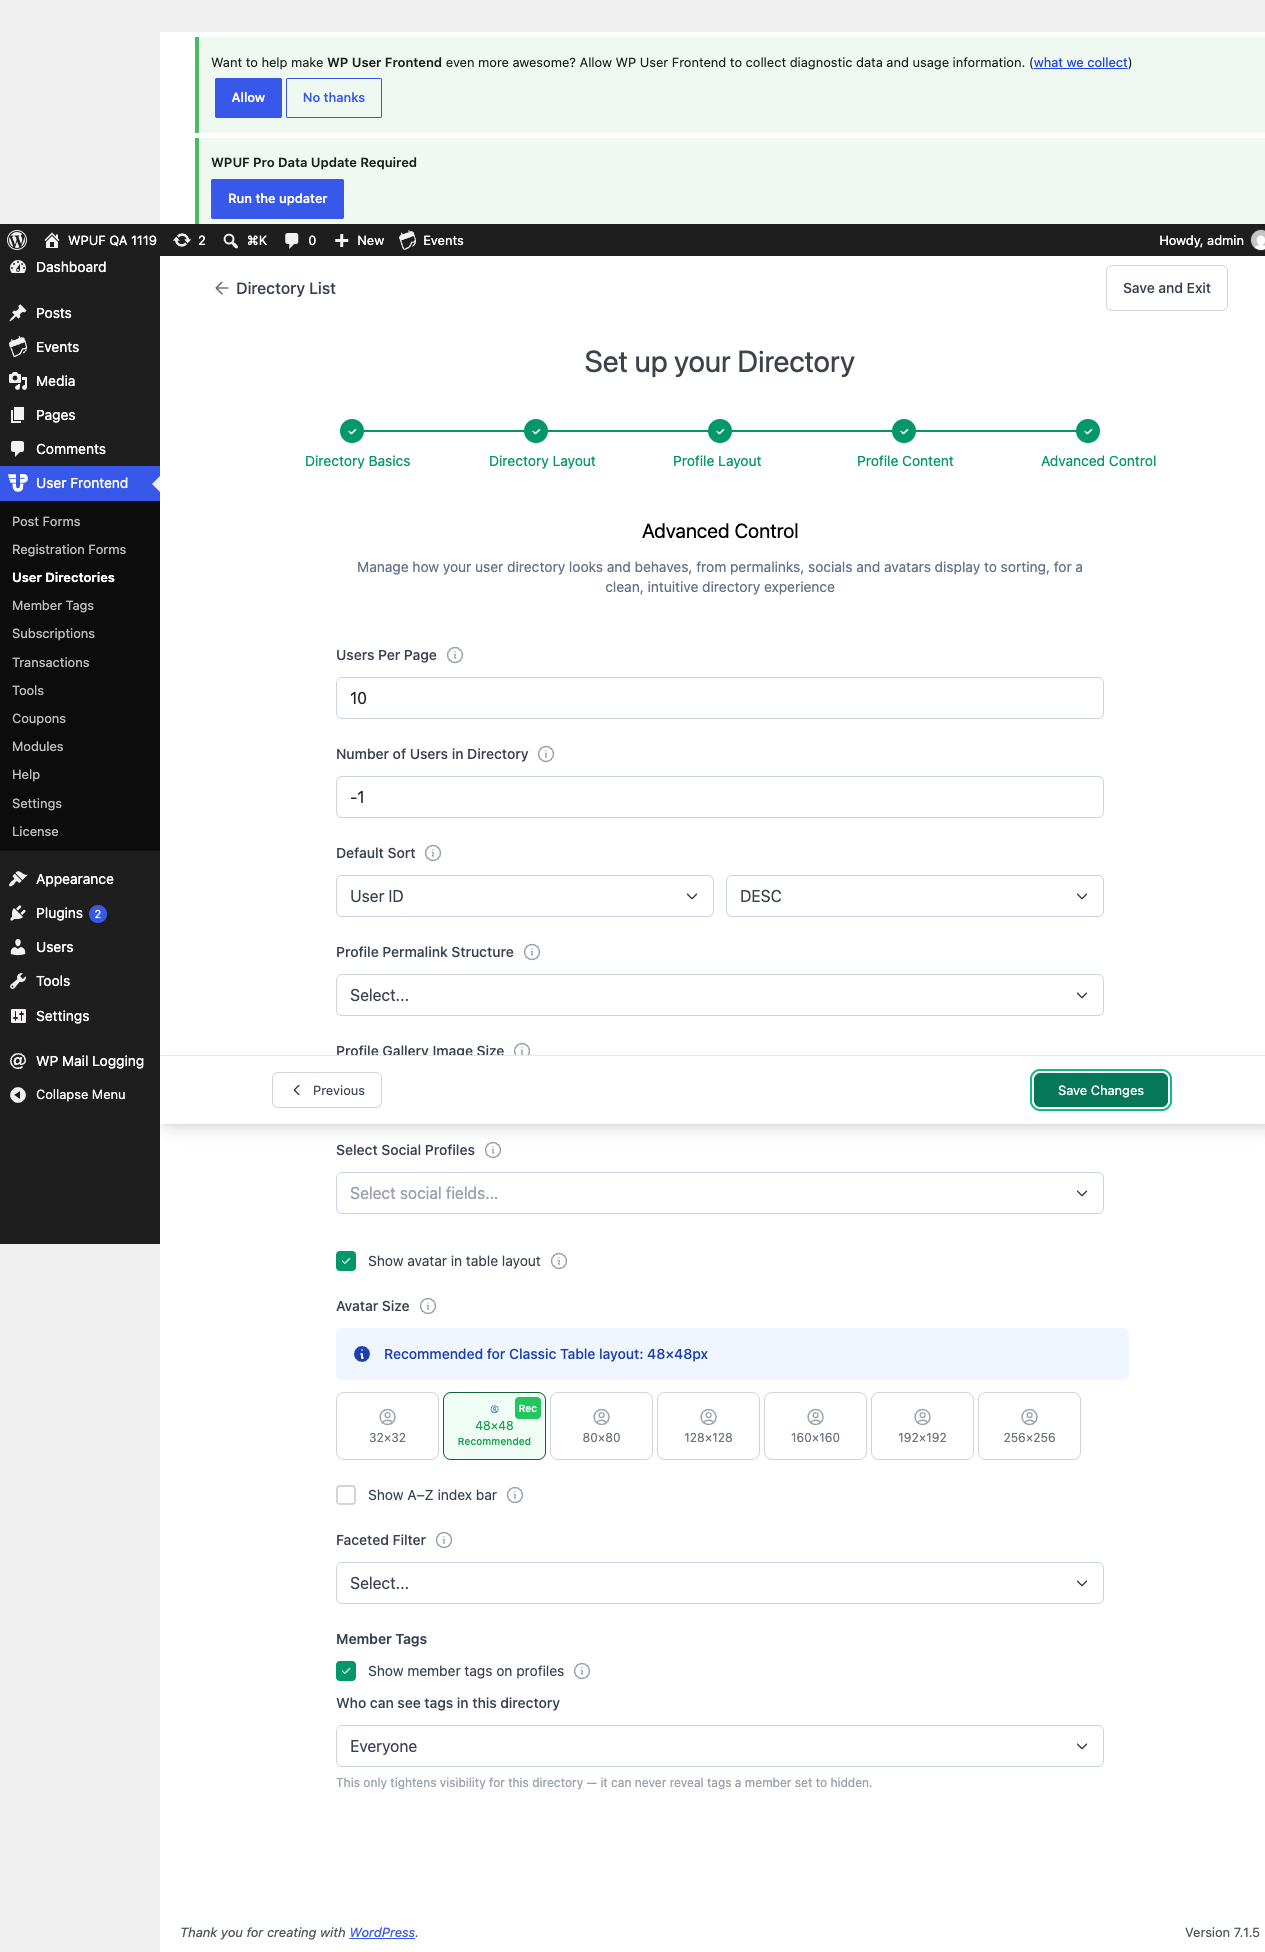 Want to help make WP User Frontend even more awesome? Allow WP User Frontend to collect diagnostic data and usage information. (what we collect)
Allow
No thanks
WPUF Pro Data Update Required
Run the updater
WPUF QA 1119
2
⌘K
0
New
Events
Howdy, admin
Dashboard
Posts
Events
Media
Pages
Comments
User Frontend
Post Forms
Registration Forms
User Directories
Member Tags
Subscriptions
Transactions
Tools
Coupons
Modules
Help
Settings
License
Appearance
Plugins 2
Users
Tools
Settings
WP Mail Logging
Collapse Menu
Directory List
Save and Exit
Set up your Directory
Directory Basics
Directory Layout
Profile Layout
Profile Content
Advanced Control
Advanced Control
Manage how your user directory looks and behaves, from permalinks, socials and avatars display to sorting, for a
clean, intuitive directory experience
Users Per Page
10
Number of Users in Directory
-1
Default Sort
User ID
DESC
Profile Permalink Structure
Select...
Profile Gallery Image Size
Previous
Save Changes
Select Social Profiles
Select social fields...
Show avatar in table layout
Avatar Size
Recommended for Classic Table layout: 48×48px
32×32
Rec
48×48
Recommended
80×80
128×128
160×160
192×192
256×256
Show A–Z index bar
Faceted Filter
Select...
Member Tags
Show member tags on profiles
Who can see tags in this directory
Everyone
This only tightens visibility for this directory — it can never reveal tags a member set to hidden.
Thank you for creating with WordPress.
Version 7.1.5